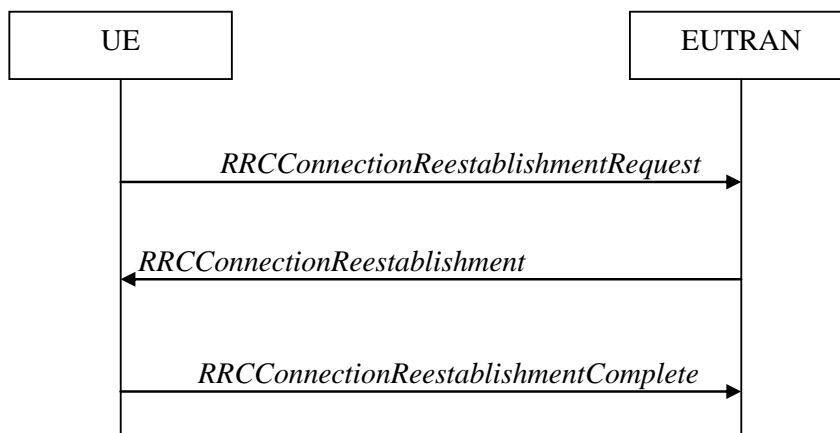 UE
EUTRAN
RRCConnectionReestablishmentRequest
RRCConnectionReestablishment
RRCConnectionReestablishmentComplete